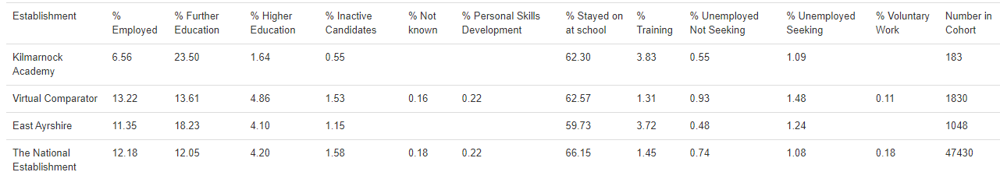 Establishment % Employed % Further Education % Higher Education % Inactive Candidates % Not known % Personal Skills Development % Stayed on at school % Training % Unemployed Not Seeking % Unemployed Seeking % Voluntary Work Number in Cohort
Kilmarnock Academy 6.56 23.50 1.64 0.55 62.30 3.83 0.55 1.09 183
Virtual Comparator 13.22 13.61 4.86 1.53 0.16 0.22 62.57 1.31 0.93 1.48 0.11 1830
East Ayrshire 11.35 18.23 4.10 1.15 59.73 3.72 0.48 1.24 1048
The National Establishment 12.18 12.05 4.20 1.58 0.18 0.22 66.15 1.45 0.74 1.08 0.18 47430